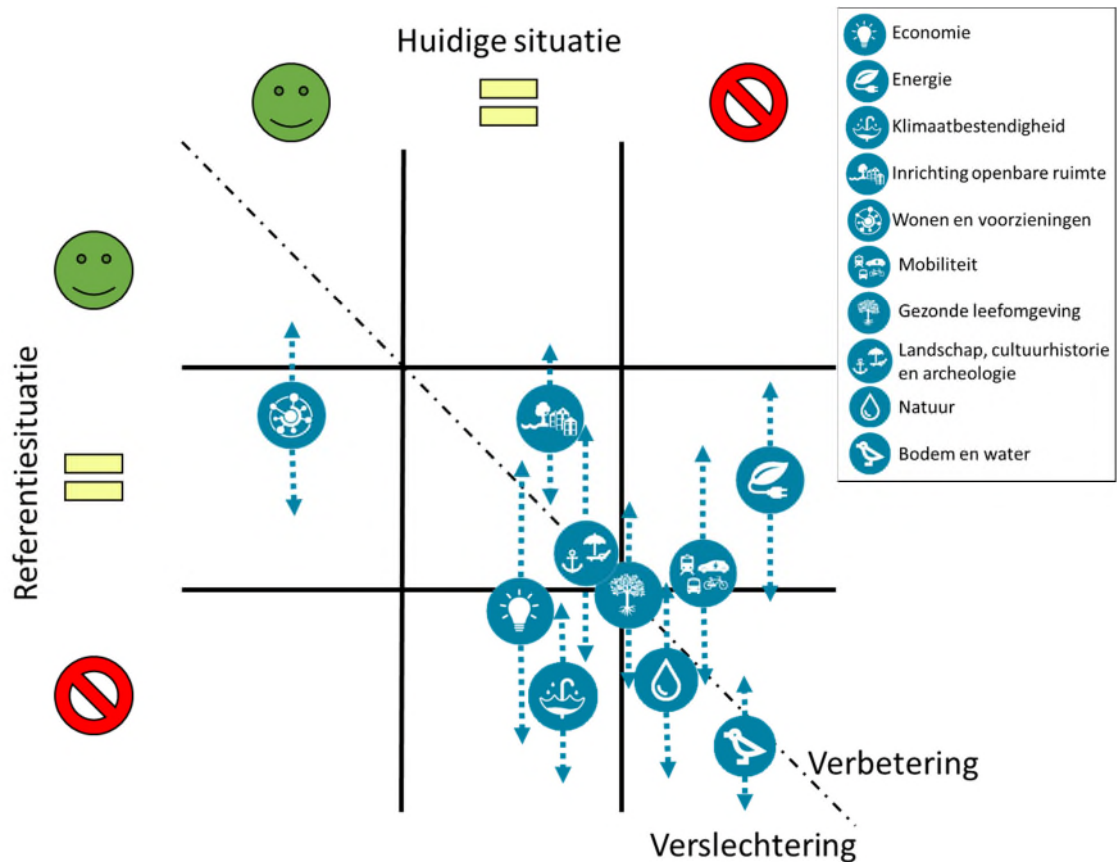 Huidige situatie
Economie
Energie
Klimaatbestendigheid
Inrichting openbare ruimte
Wonen en voorzieningen
Mobiliteit
Gezonde leefomgeving
Landschap, cultuurhistorie
en archeologie
Natuur
Bodem en water
Referentiesituatie
Verbetering
Verslechtering